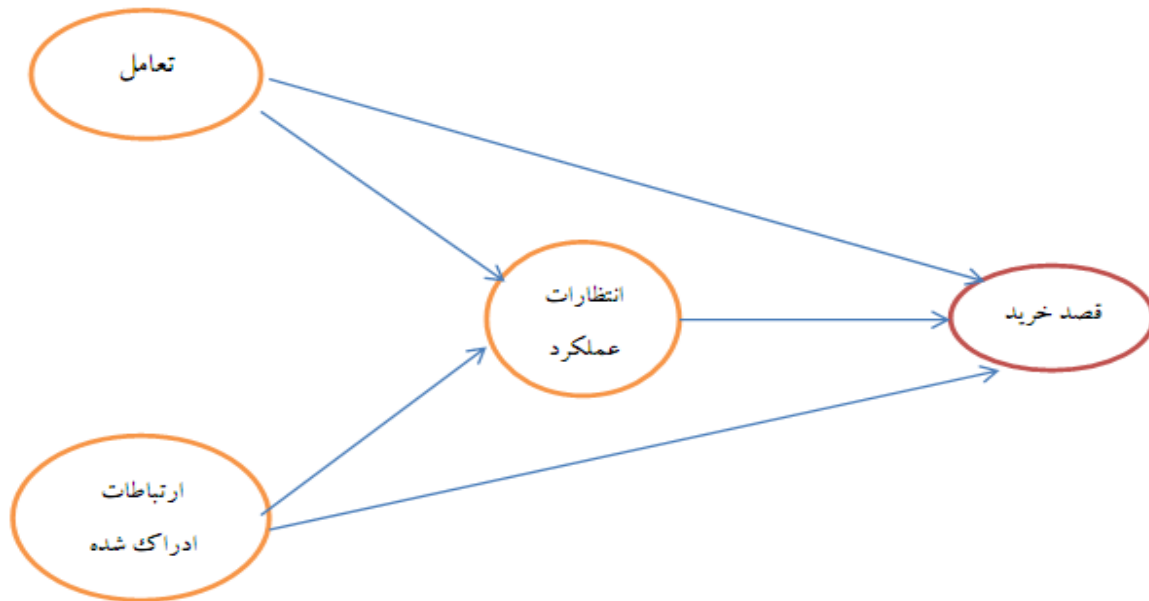 تعامل
انتظارات
عملکرد
قصد خرید
ارتباطات
ادراک شده